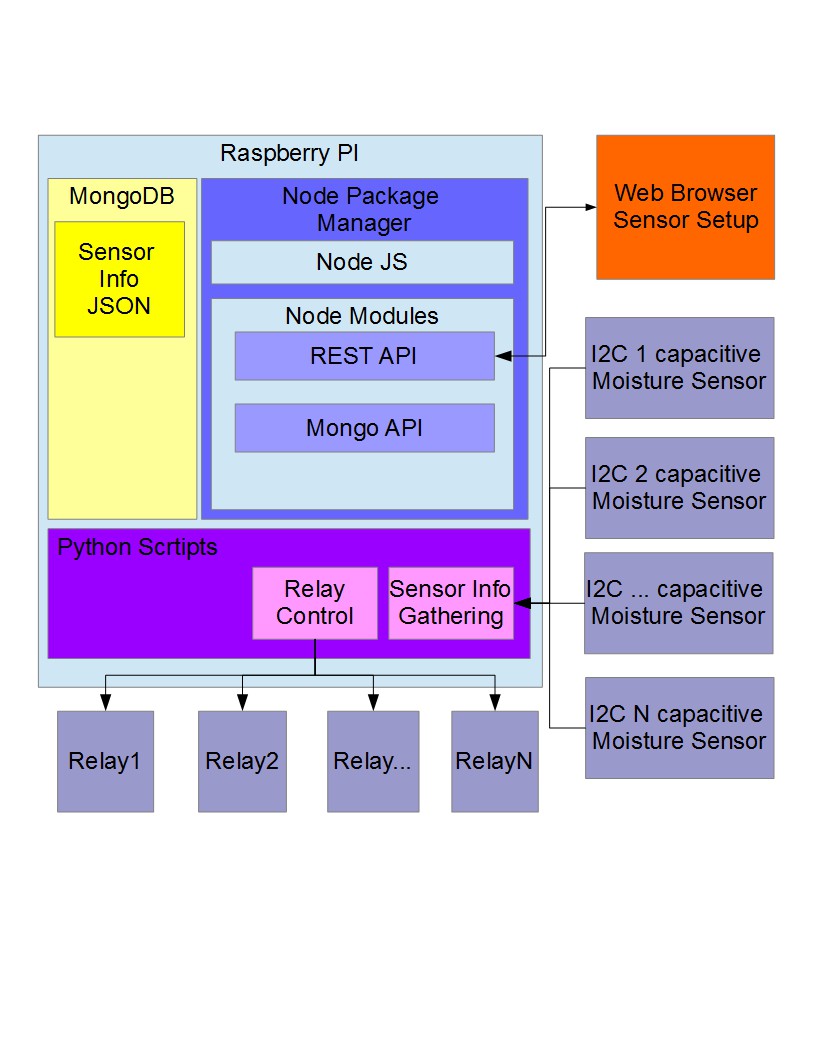 Raspberry PI
MongoDB
Sensor
Info
JSON
Node Package
Manager
Node JS
Node Modules
REST API
Mongo API
Web Browser
Sensor Setup
I2C 1 capacitive
Moisture Sensor
I2C 2 capacitive
Moisture Sensor
I2C ... capacitive
Moisture Sensor
I2C N capacitive
Moisture Sensor
Python Scrtipts
Relay
Control
Sensor Info
Gathering
Relay1
Relay2
Relay...
RelayN